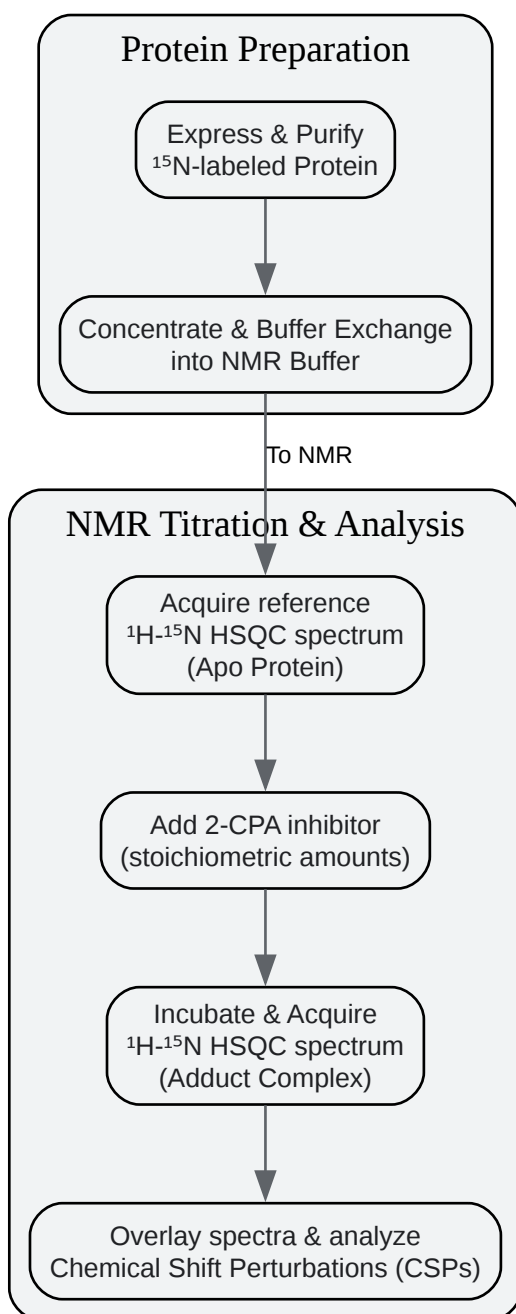 Protein Preparation
Express & Purify
¹⁵N-labeled Protein
Concentrate & Buffer Exchange
into NMR Buffer
To NMR
NMR Titration & Analysis
Acquire reference
¹H-¹⁵N HSQC spectrum
(Apo Protein)
Add 2-CPA inhibitor
(stoichiometric amounts)
Incubate & Acquire
¹H-¹⁵N HSQC spectrum
(Adduct Complex)
Overlay spectra & analyze
Chemical Shift Perturbations (CSPs)